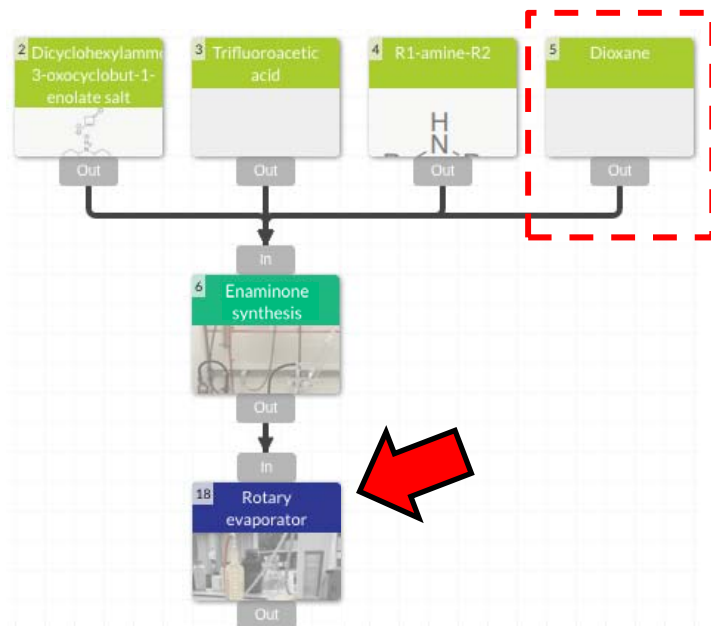 2 Dicyclohexylamm
3-oxocyclobut-1-
enolate salt
Out
3 Trifluoroacetic
acid
Out
4 R1-amine-R2
H
N
Out
5 Dioxane
Out
In
6 Enaminone
synthesis
Out
In
18 Rotary
evaporator
Out